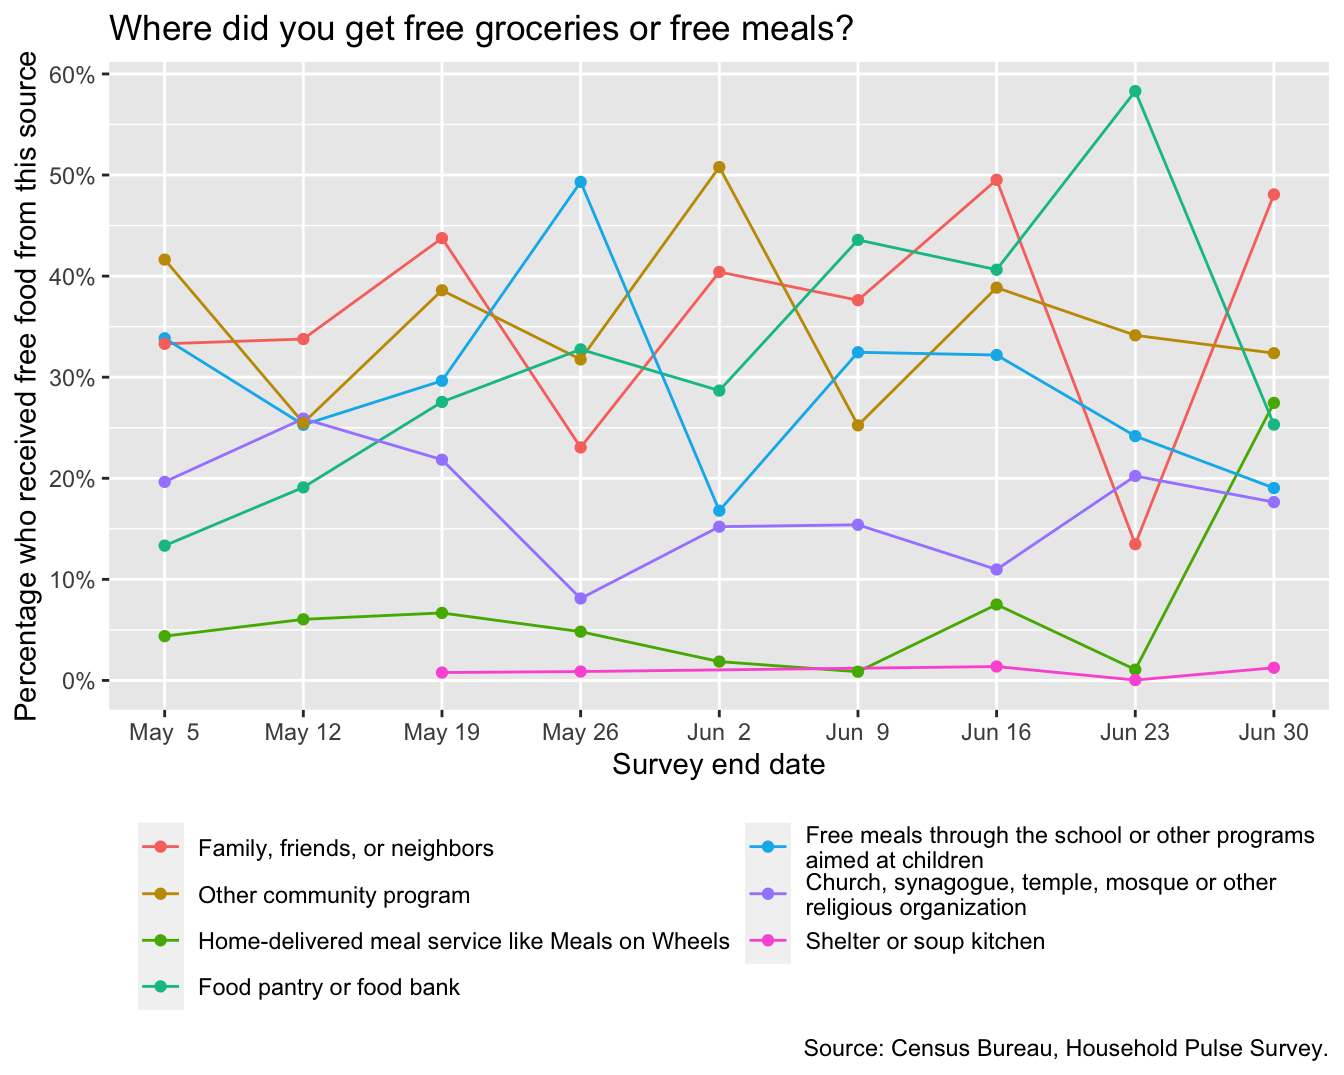 Where did you get free groceries or free meals?
Percentage who received free food from this source
60%
50%
40%
30%
20%
10%
0%
May  5
May 12
May 19
May 26
Jun  2
Jun  9
Jun 16
Jun 23
Jun 30
Survey end date
Family, friends, or neighbors
Other community program
Home-delivered meal service like Meals on Wheels
Food pantry or food bank
Free meals through the school or other programs
aimed at children
Church, synagogue, temple, mosque or other
religious organization
Shelter or soup kitchen
Source: Census Bureau, Household Pulse Survey.